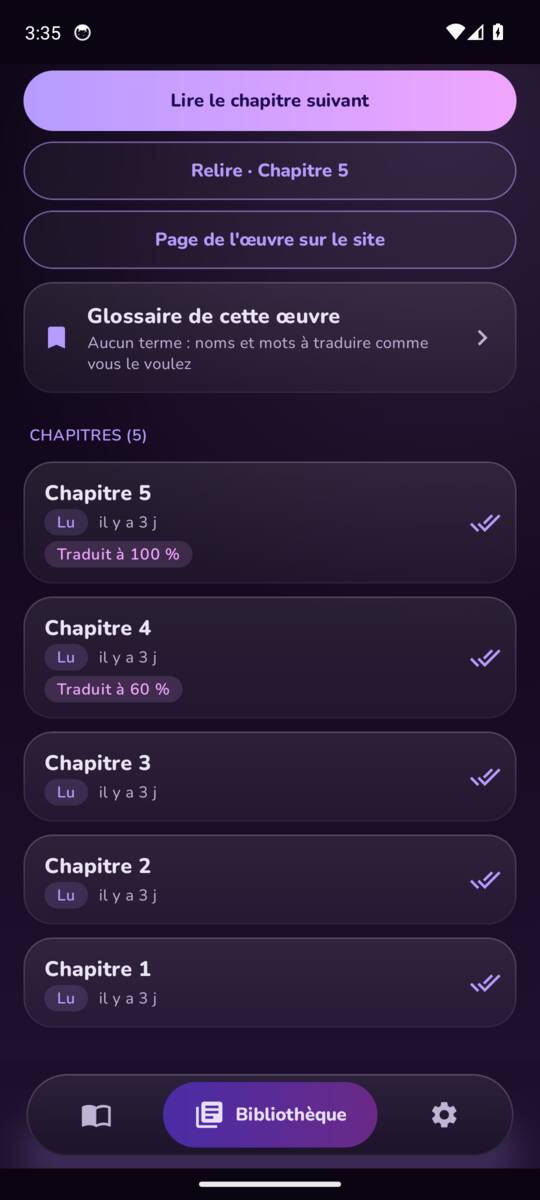 3:35
Lire le chapitre suivant
Relire · Chapitre 5
Page de l'œuvre sur le site
Glossaire de cette œuvre
Aucun terme : noms et mots à traduire comme
vous le voulez
CHAPITRES (5)
Chapitre 5
Lu il y a 3 j
Traduit à 100 %
Chapitre 4
Lu il y a 3 j
Traduit à 60 %
Chapitre 3
Lu il y a 3 j
Chapitre 2
Lu il y a 3 j
Chapitre 1
Lu il y a 3 j
Bibliothèque